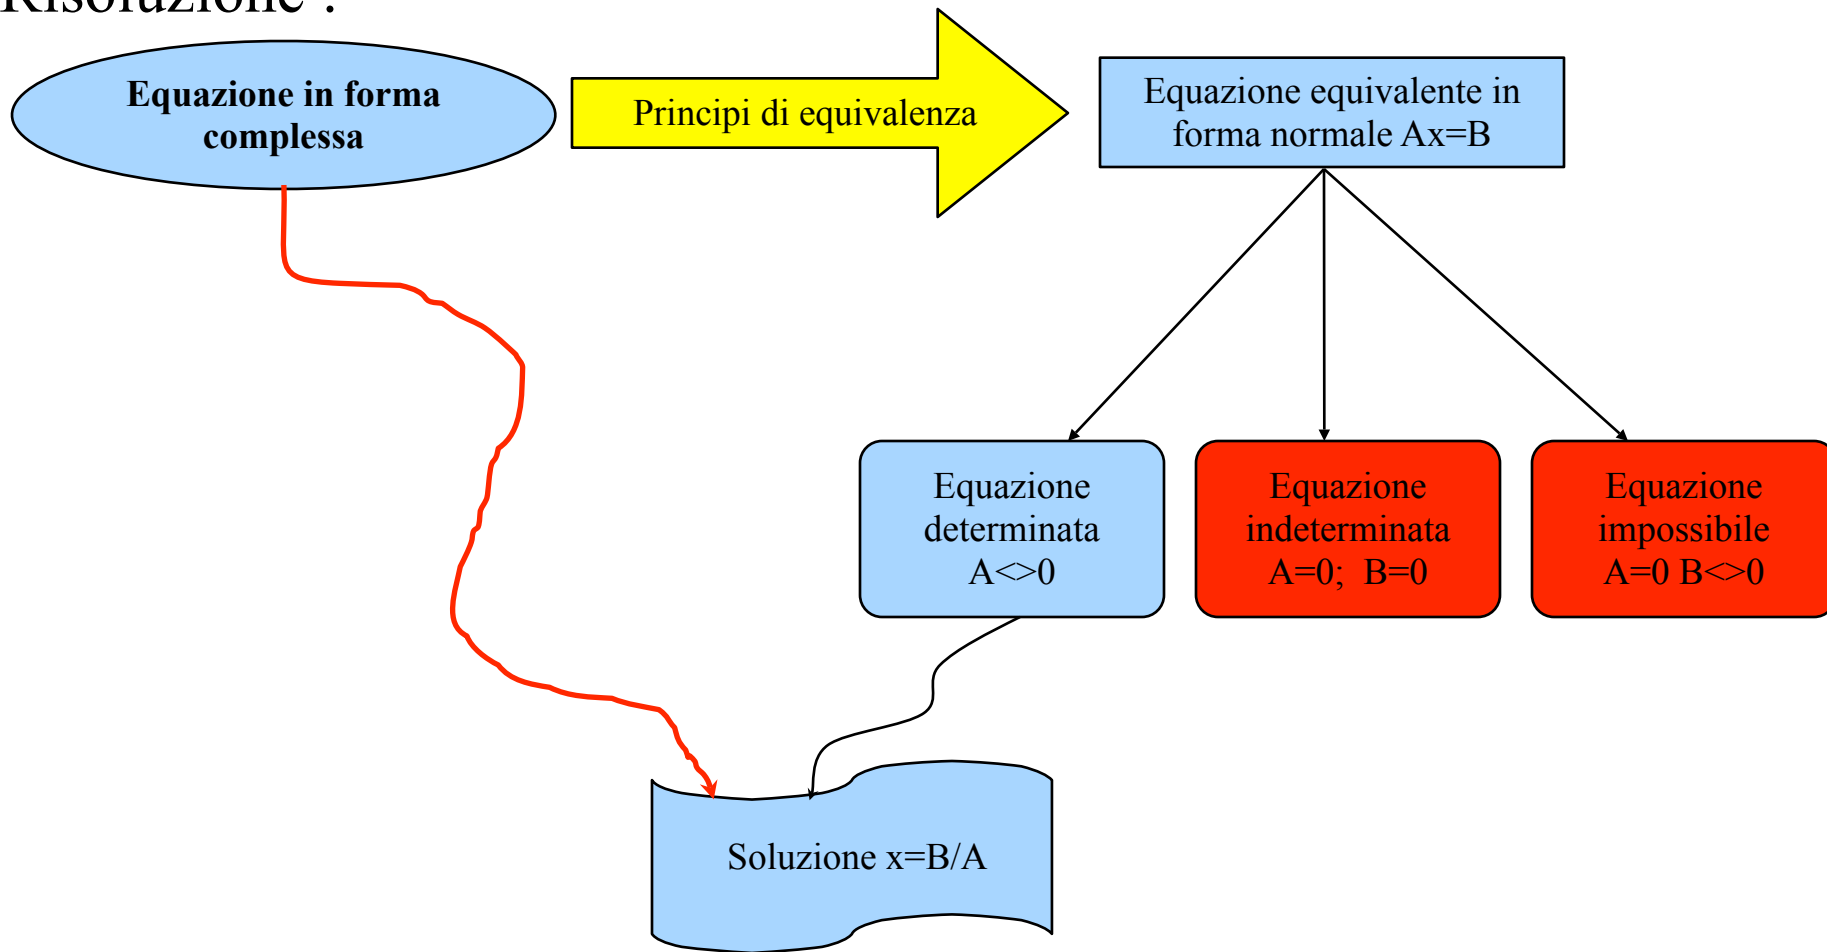 Risoluzione :
Equazione in forma
complessa
Principi di equivalenza
Equazione equivalente in
forma normale Ax=B
Equazione
determinata
A<>0
Equazione
indeterminata
A=0;  B=0
Equazione
impossibile
A=0 B<>0
Soluzione x=B/A